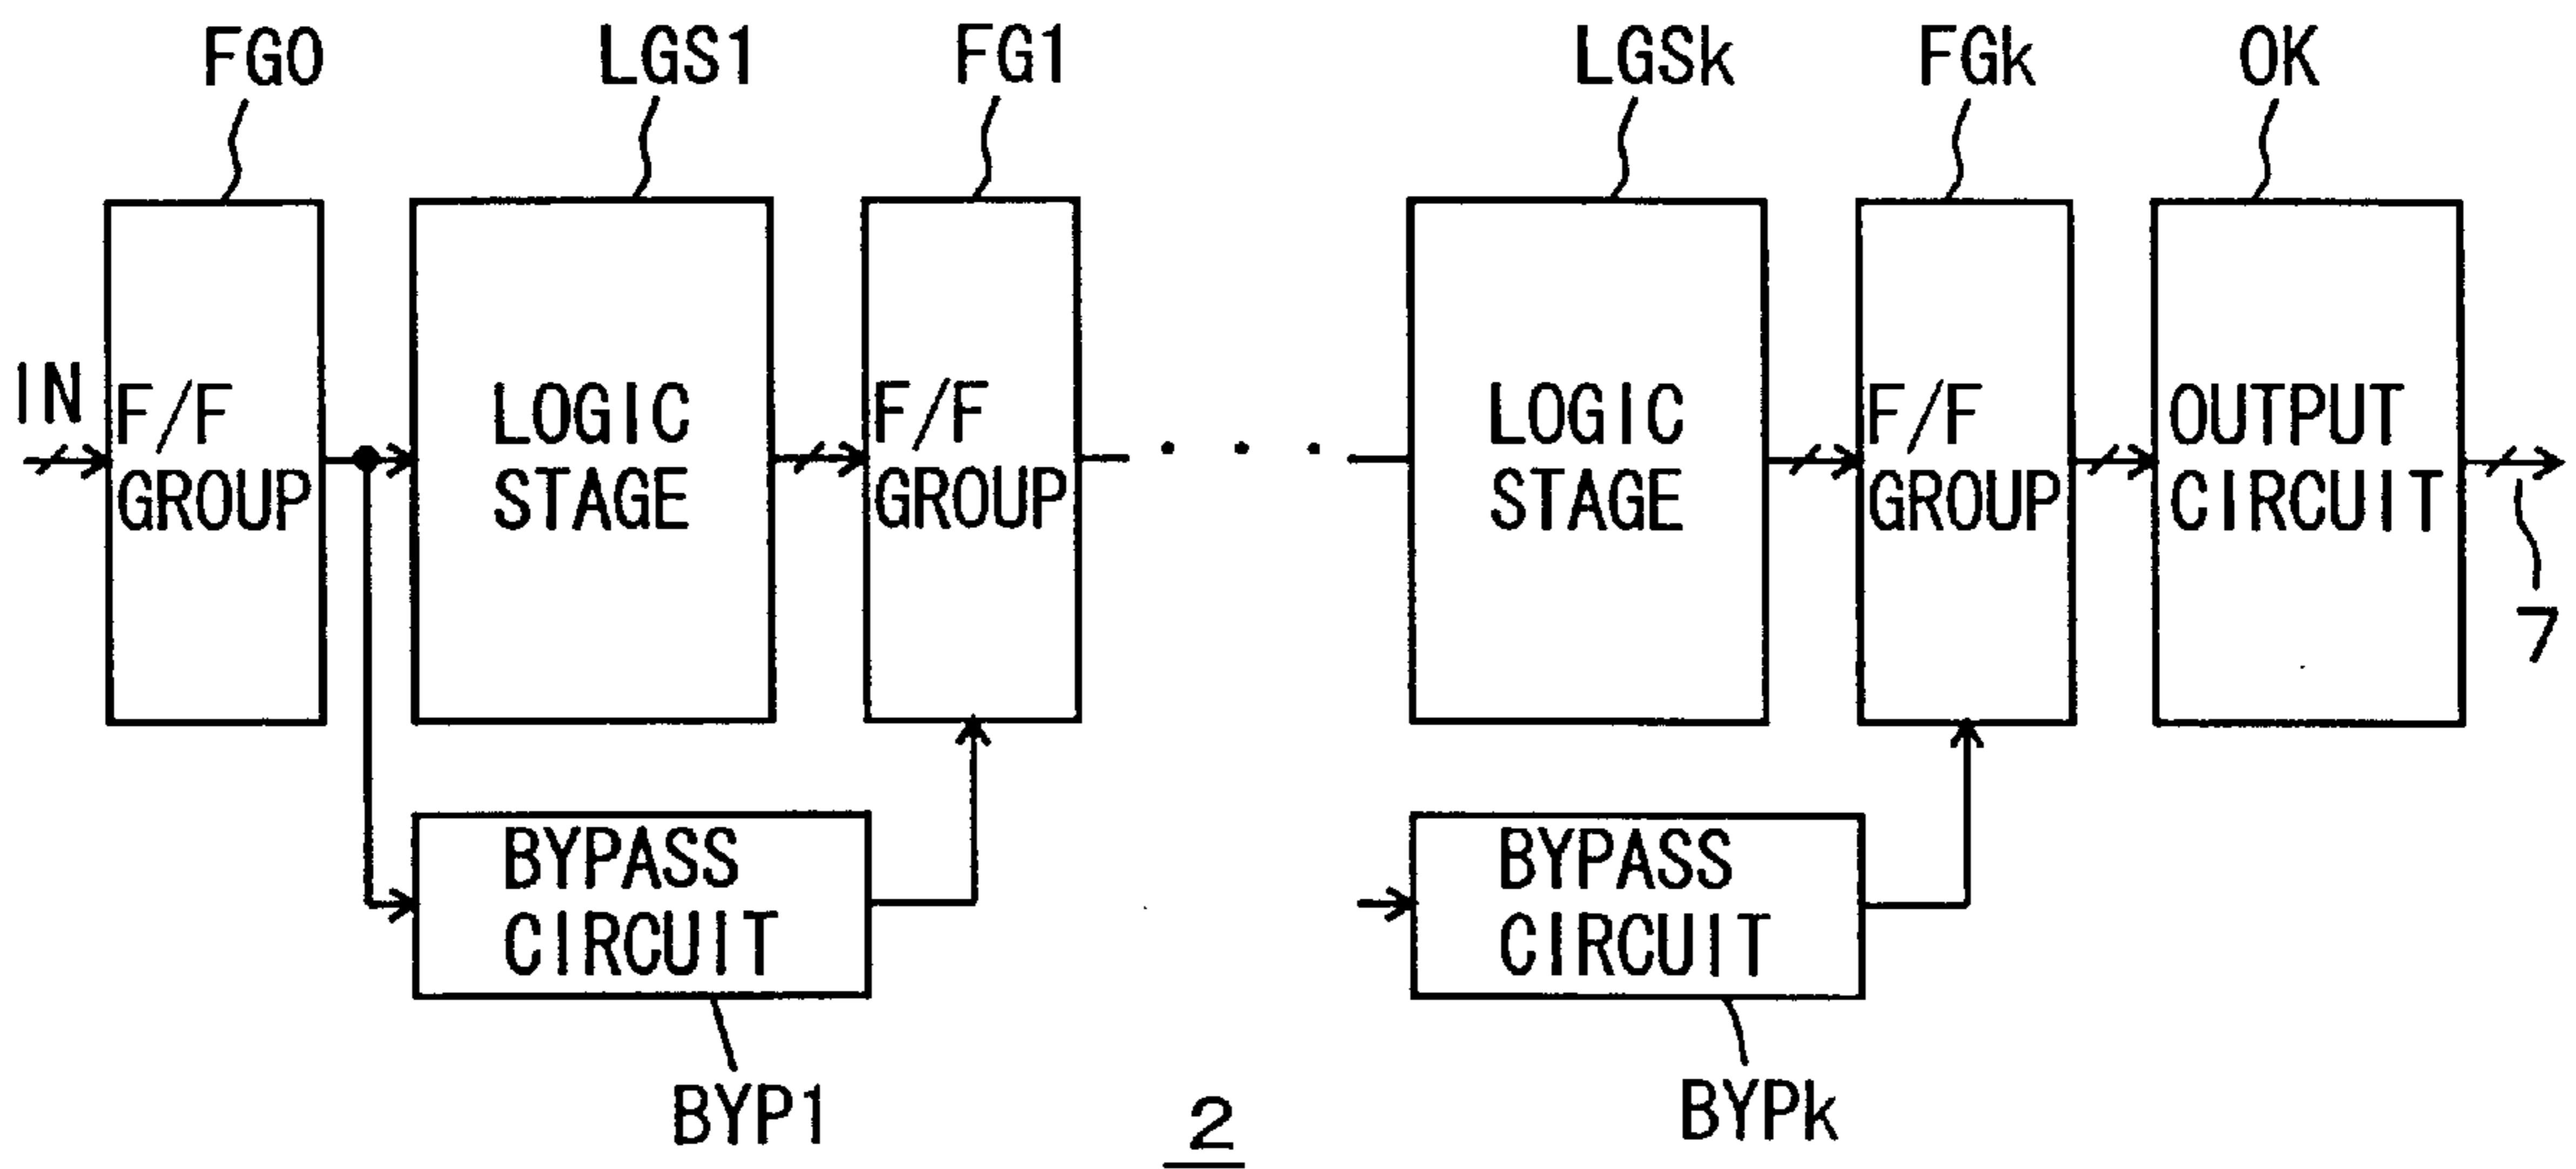 FG0
LGS1
FG1
LGSk
FGk
OK
IN
F/F
GROUP
LOGIC
STAGE
F/F
GROUP
. . .
LOGIC
STAGE
F/F
GROUP
OUTPUT
CIRCUIT
7
BYPASS
CIRCUIT
BYPASS
CIRCUIT
BYP1
BYPk
2